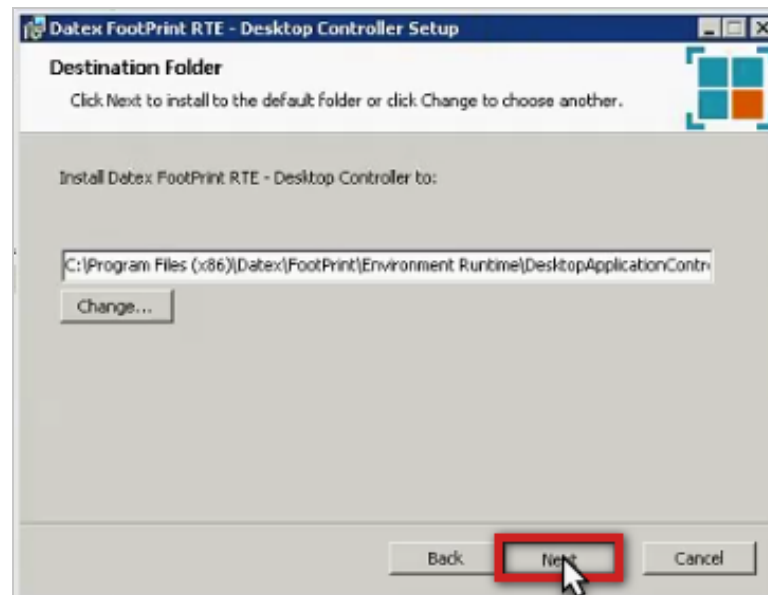 Datex FootPrint RTE - Desktop Controller Setup
Destination Folder
Click Next to install to the default folder or click Change to choose another.
Install Datex FootPrint RTE - Desktop Controller to:
C:\Program Files (x86)\Datex\FootPrint\Environment Runtime\DesktopApplicationContr
Change...
Back Next Cancel